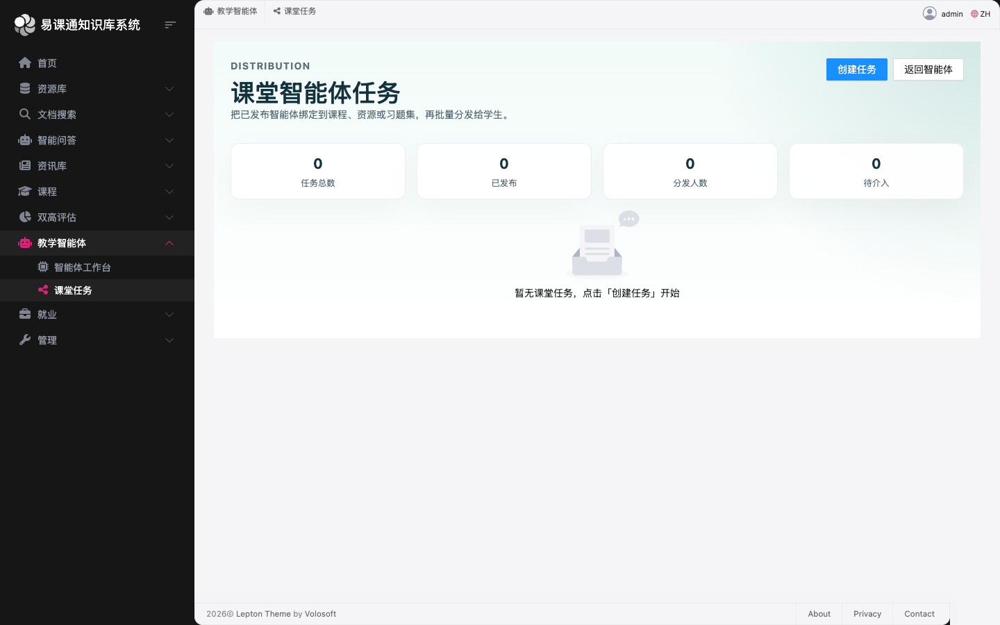 易课通知识库系统
首页
资源库
文档搜索
智能问答
资讯库
课程
双高评估
教学智能体
智能体工作台
课堂任务
就业
管理
教学智能体
课堂任务
admin
ZH
DISTRIBUTION
课堂智能体任务
把已发布智能体绑定到课程、资源或习题集，再批量分发给学生。
创建任务
返回智能体
0
任务总数
0
已发布
0
分发人数
0
待介入
暂无课堂任务，点击「创建任务」开始
2026© Lepton Theme by Volosoft
About
Privacy
Contact